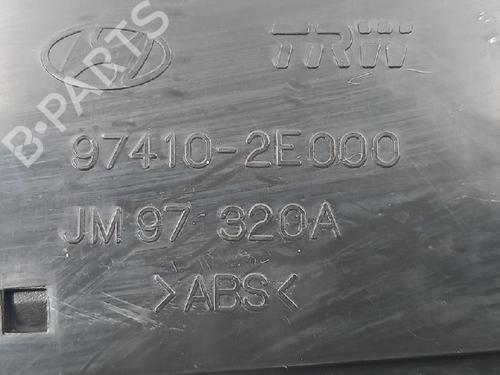 TRW
97410-2E000
JM 97 320A
>ABS<
B-PARTS